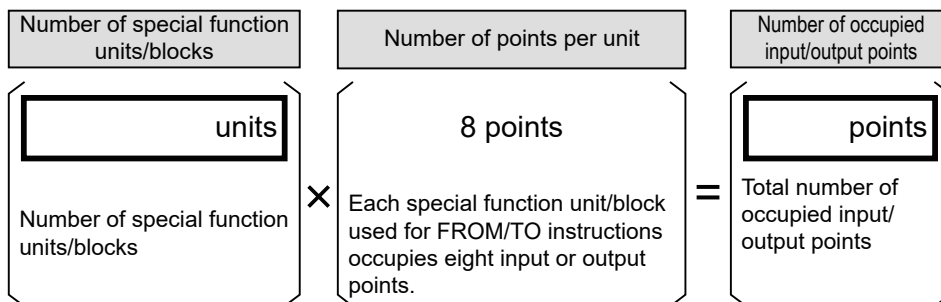 Number of special function
units/blocks
Number of points per unit
Number of occupied
input/output points
units
Number of special function
units/blocks
×
8 points
Each special function unit/block
used for FROM/TO instructions
occupies eight input or output
points.
=
points
Total number of
occupied input/
output points